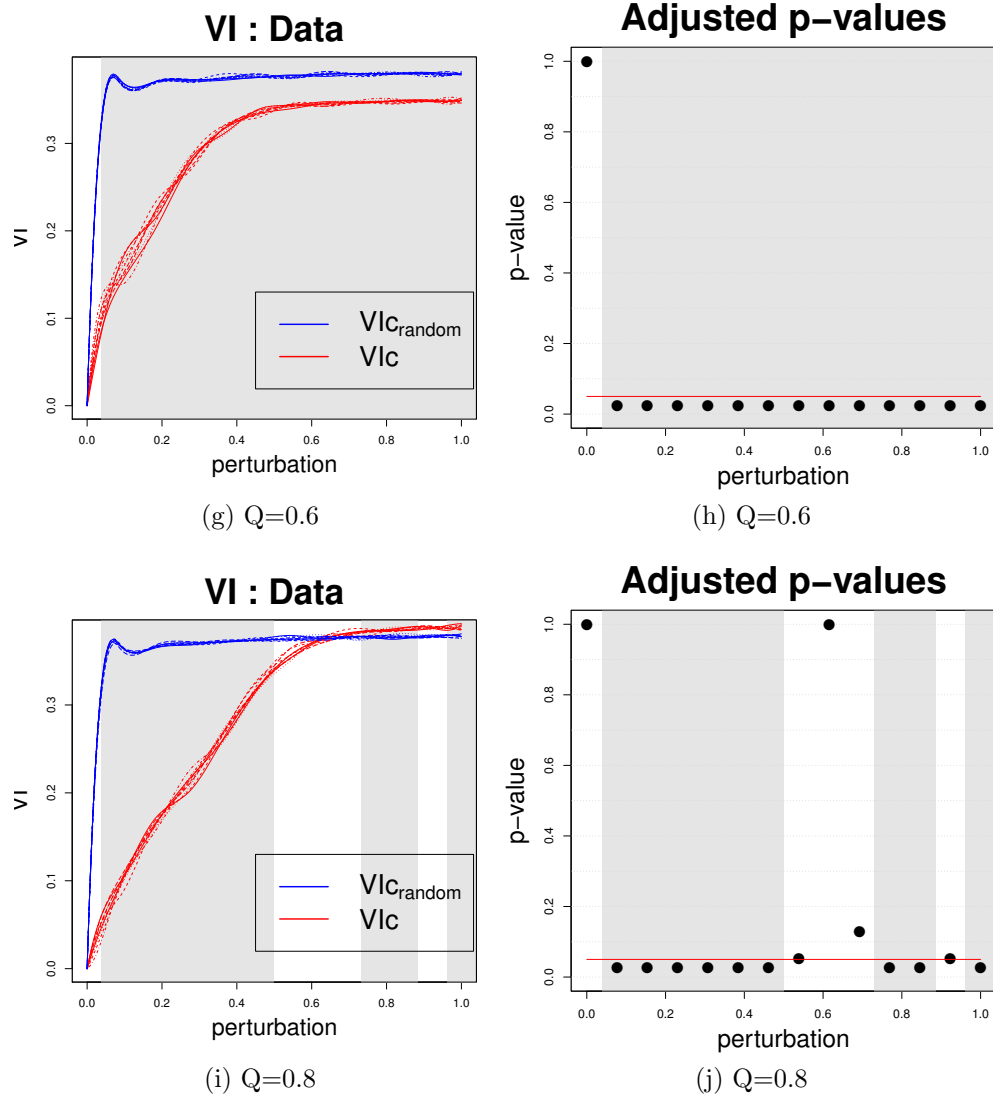 VI : Data
Adjusted p−values
VI
0.0
0.1
0.2
0.3
VIc random
VIc
0.0 0.2 0.4 0.6 0.8 1.0
perturbation
p−value
0.0
0.2
0.4
0.6
0.8
1.0
0.0 0.2 0.4 0.6 0.8 1.0
perturbation
(g) Q=0.6
(h) Q=0.6
VI : Data
Adjusted p−values
VI
0.0
0.1
0.2
0.3
VIc random
VIc
0.0 0.2 0.4 0.6 0.8 1.0
perturbation
p−value
0.0
0.2
0.4
0.6
0.8
1.0
0.0 0.2 0.4 0.6 0.8 1.0
perturbation
(i) Q=0.8
(j) Q=0.8